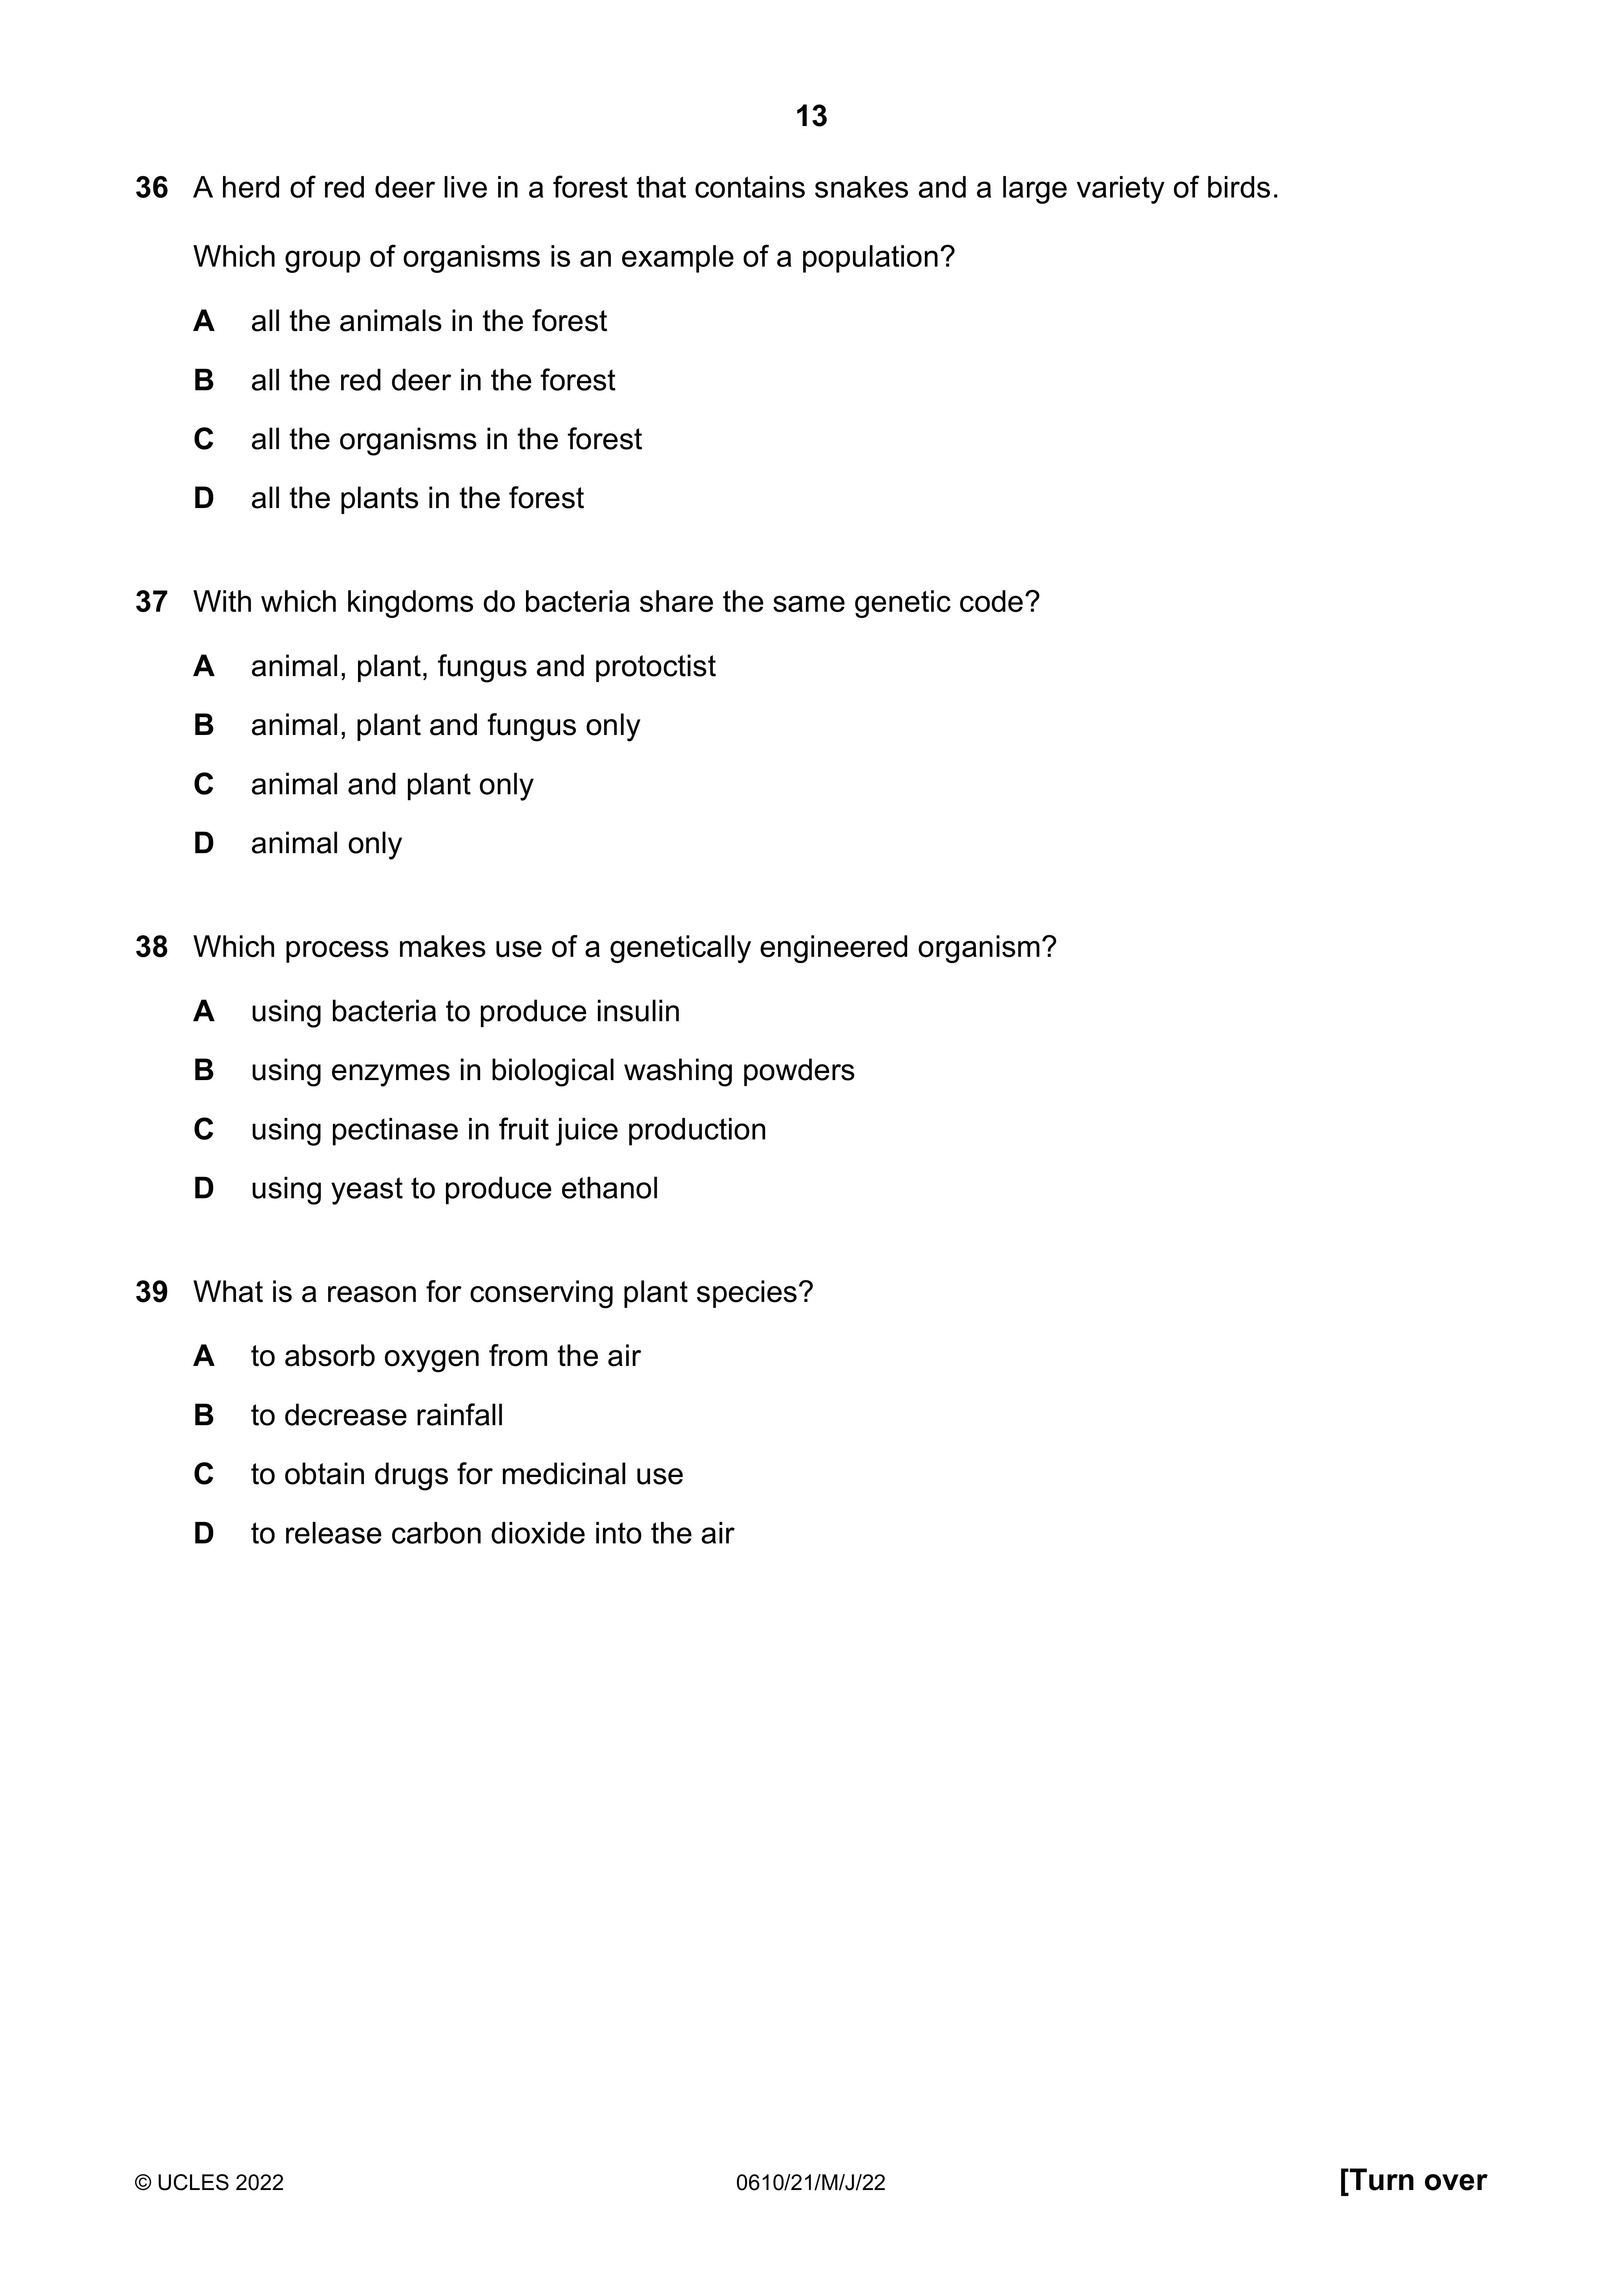 13
36 A herd of red deer live in a forest that contains snakes and a large variety of birds.
Which group of organisms is an example of a population?
A all the animals in the forest
B all the red deer in the forest
C all the organisms in the forest
D all the plants in the forest
37 With which kingdoms do bacteria share the same genetic code?
A animal, plant, fungus and protoctist
B animal, plant and fungus only
C animal and plant only
D animal only
38 Which process makes use of a genetically engineered organism?
A using bacteria to produce insulin
B using enzymes in biological washing powders
C using pectinase in fruit juice production
D using yeast to produce ethanol
39 What is a reason for conserving plant species?
A to absorb oxygen from the air
B to decrease rainfall
C to obtain drugs for medicinal use
D to release carbon dioxide into the air
© UCLES 2022 0610/21/M/J/22 [Turn over